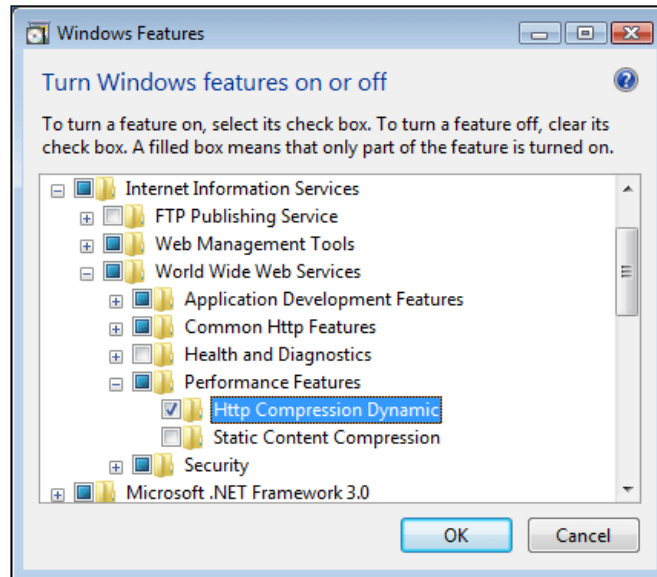 Windows Features
Turn Windows features on or off
To turn a feature on, select its check box. To turn a feature off, clear its
check box. A filled box means that only part of the feature is turned on.
Internet Information Services
FTP Publishing Service
Web Management Tools
World Wide Web Services
Application Development Features
Common Http Features
Health and Diagnostics
Performance Features
Http Compression Dynamic
Static Content Compression
Security
Microsoft .NET Framework 3.0
OK Cancel